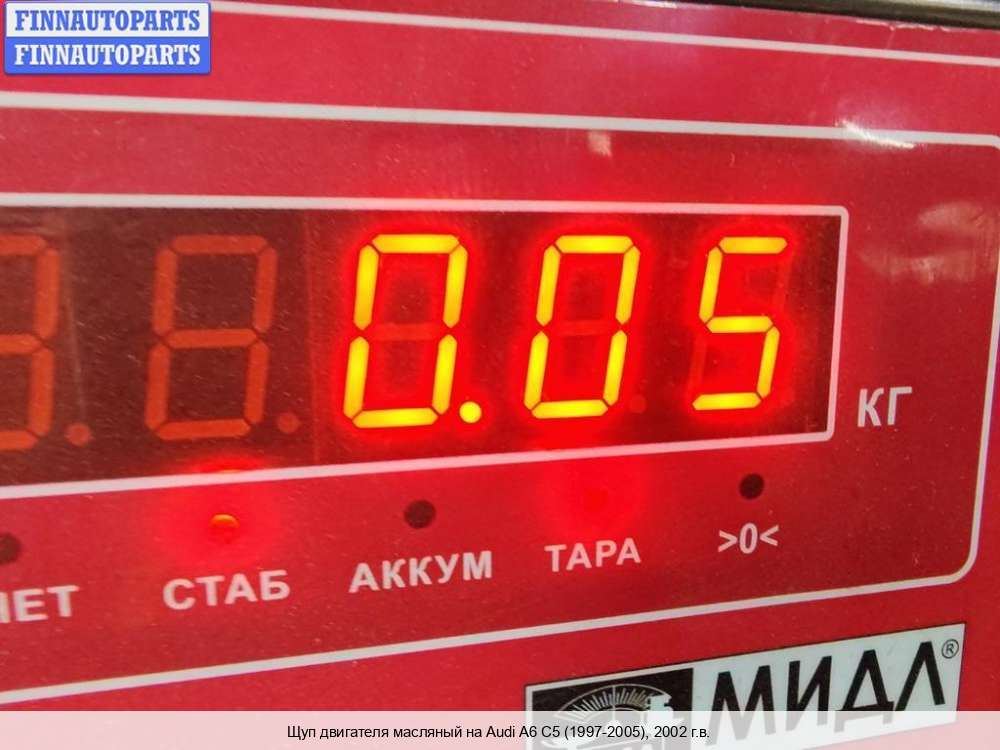 FINNAUTOPARTS
FINNAUTOPARTS
0.05
КГ
СТАБ АККУМ ТАРА >0<
МИДЛ®
Щуп двигателя масляный на Audi A6 C5 (1997-2005), 2002 г.в.